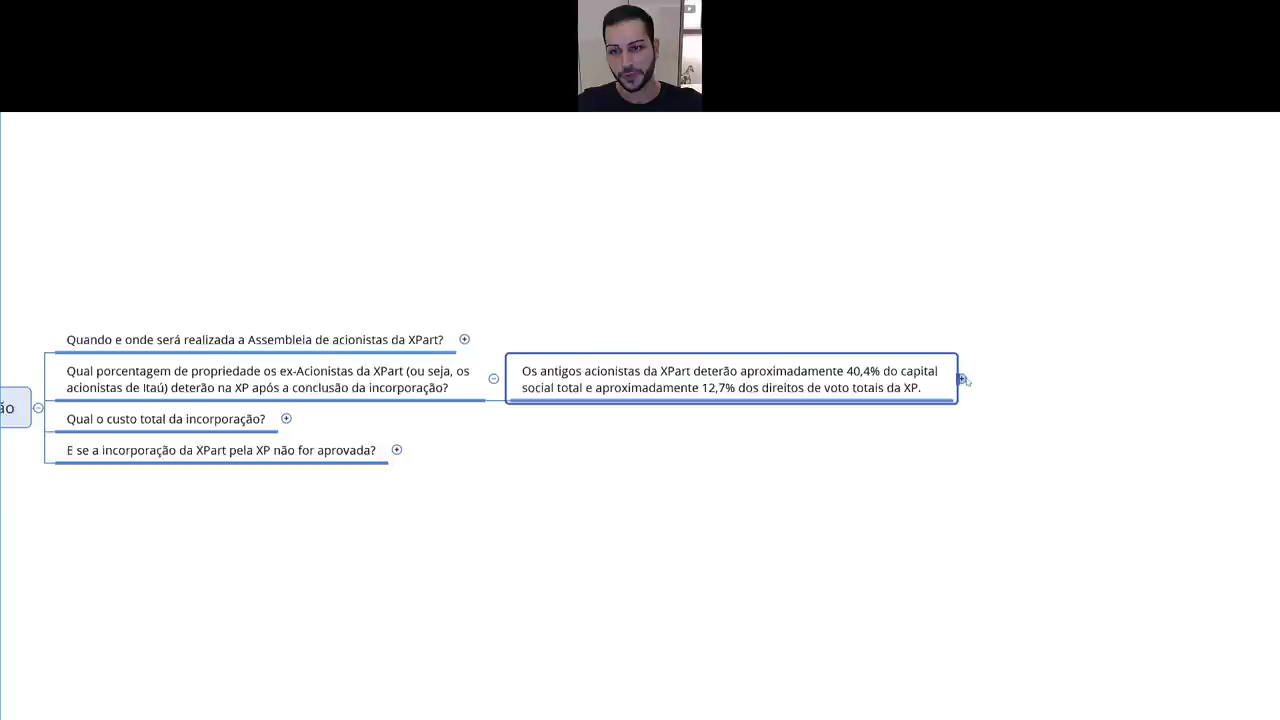 Quando e onde será realizada a Assembleia de acionistas da XPart?
Qual porcentagem de propriedade os ex-Acionistas da XPart (ou seja, os
acionistas de Itaú) deterão na XP após a conclusão da incorporação?
Os antigos acionistas da XPart deterão aproximadamente 40,4% do capital
social total e aproximadamente 12,7% dos direitos de voto totais da XP.
ão
Qual o custo total da incorporação?
E se a incorporação da XPart pela XP não for aprovada?